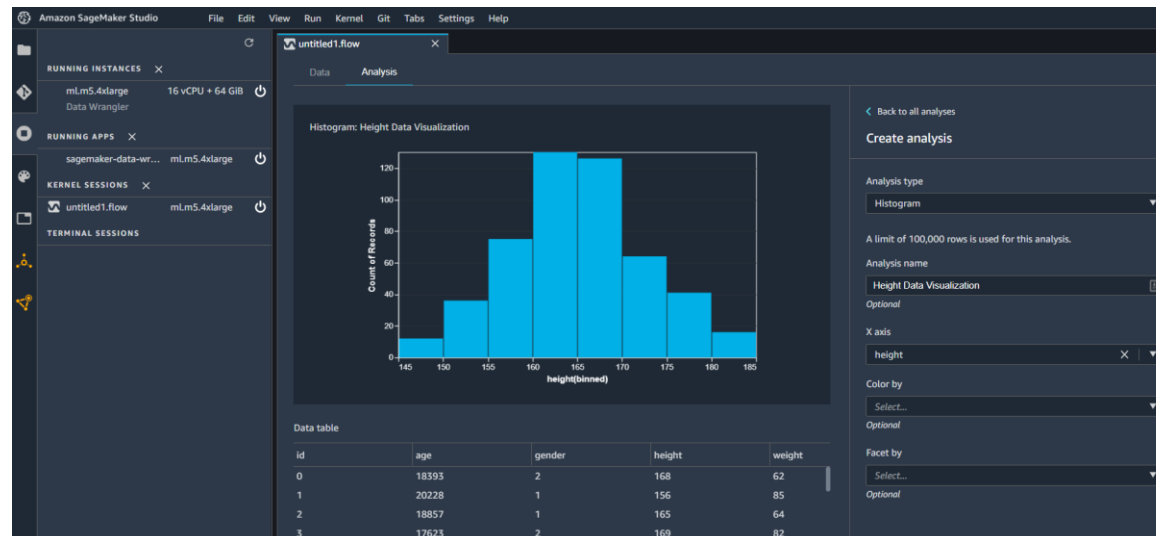 Amazon SageMaker Studio File Edit View Run Kernel Git Tabs Settings Help
RUNNING INSTANCES
ml.m5.4xlarge 16 vCPU + 64 GiB
Data Wrangler
RUNNING APPS
sagemaker-data-wr... ml.m5.4xlarge
KERNEL SESSIONS
untitled1.flow ml.m5.4xlarge
TERMINAL SESSIONS
untitled1.flow
Data Analysis
Histogram: Height Data Visualization
Count of Records
120
100
80
60
40
20
0
145 150 155 160 165 170 175 180 185
height(binned)
Data table
id age gender height weight
0 18393 2 168 62
1 20228 1 156 85
2 18857 1 165 64
3 17623 2 169 82
Back to all analyses
Create analysis
Analysis type
Histogram
A limit of 100,000 rows is used for this analysis.
Analysis name
Height Data Visualization
Optional
X axis
height
Color by
Select...
Optional
Facet by
Select...
Optional